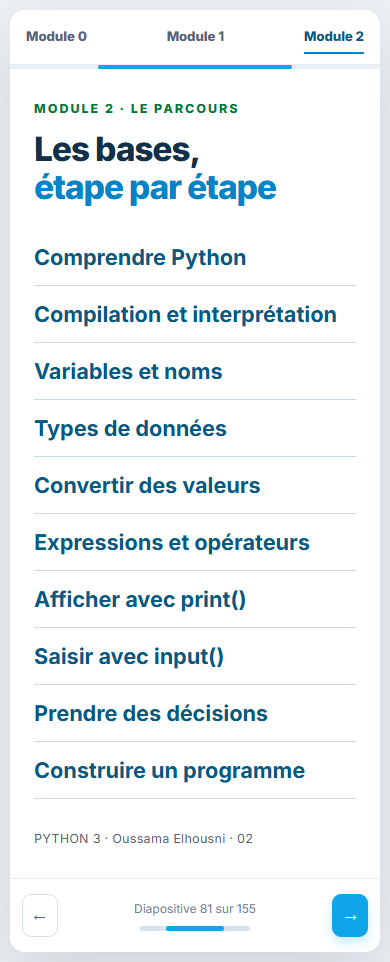 Module 0
Module 1
Module 2
MODULE 2 · LE PARCOURS
Les bases,
étape par étape
Comprendre Python
Compilation et interprétation
Variables et noms
Types de données
Convertir des valeurs
Expressions et opérateurs
Afficher avec print()
Saisir avec input()
Prendre des décisions
Construire un programme
PYTHON 3 · Oussama Elhousni · 02
←
Diapositive 81 sur 155
→